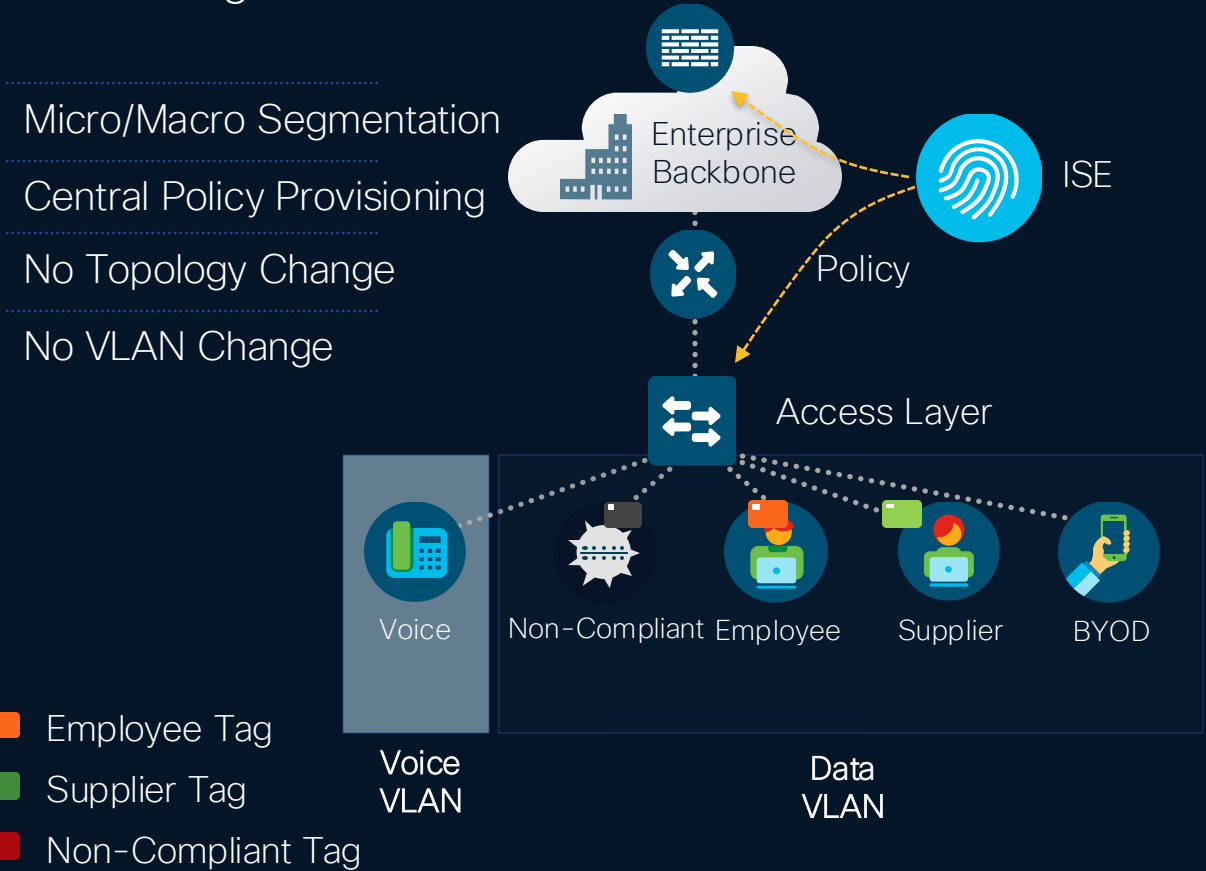 Micro/Macro Segmentation
Central Policy Provisioning
No Topology Change
No VLAN Change
Enterprise
Backbone
ISE
Policy
Access Layer
Voice
Non-Compliant
Employee
Supplier
BYOD
Voice
VLAN
Data
VLAN
Employee Tag
Supplier Tag
Non-Compliant Tag